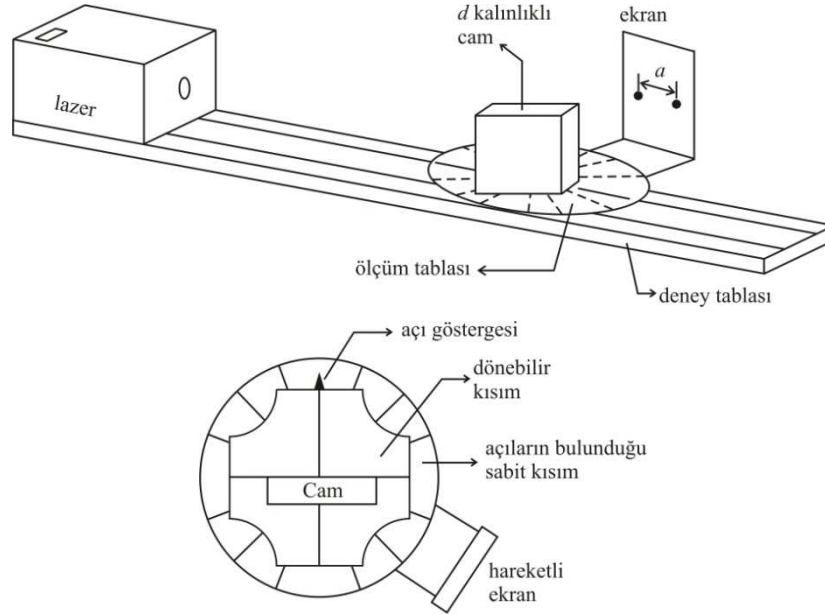 d kalınlıklı
cam
ekran
a
lazer
ölçüm tablası
deney tablası
açı göstergesi
dönebilir
kısım
açıların bulunduğu
sabit kısım
Cam
hareketli
ekran